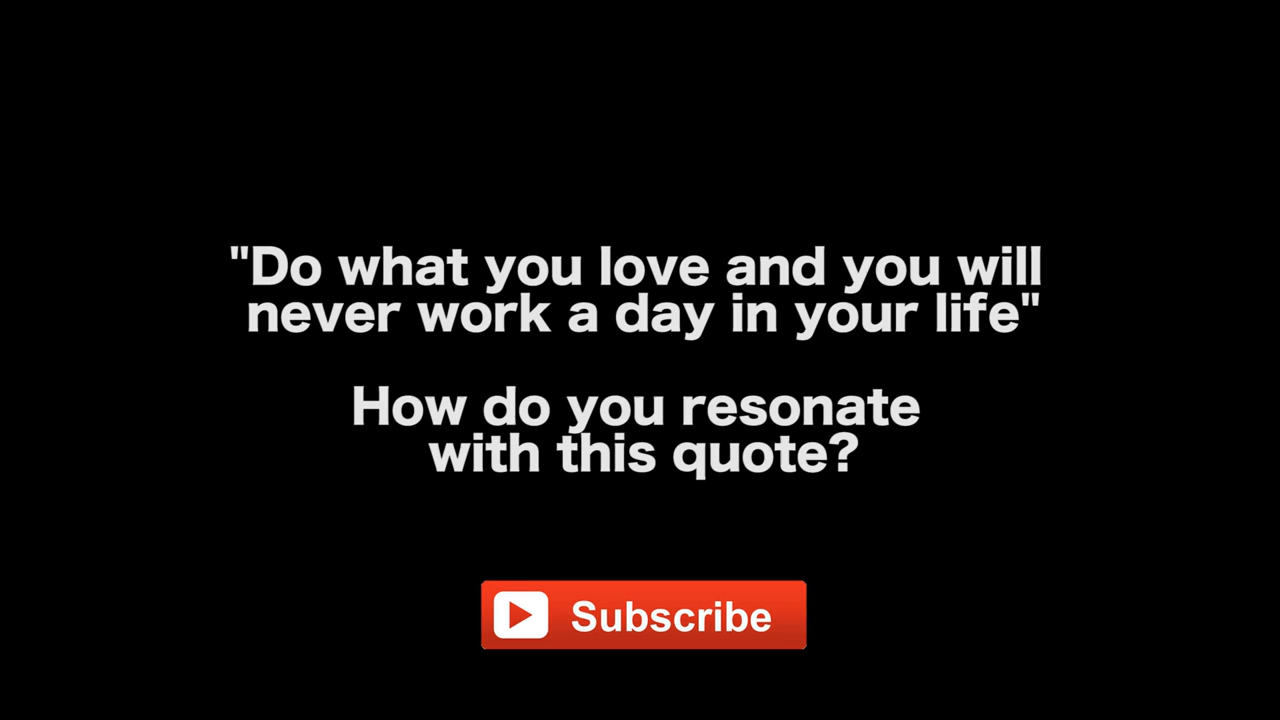 "Do what you love and you will
never work a day in your life"
How do you resonate
with this quote?
Subscribe